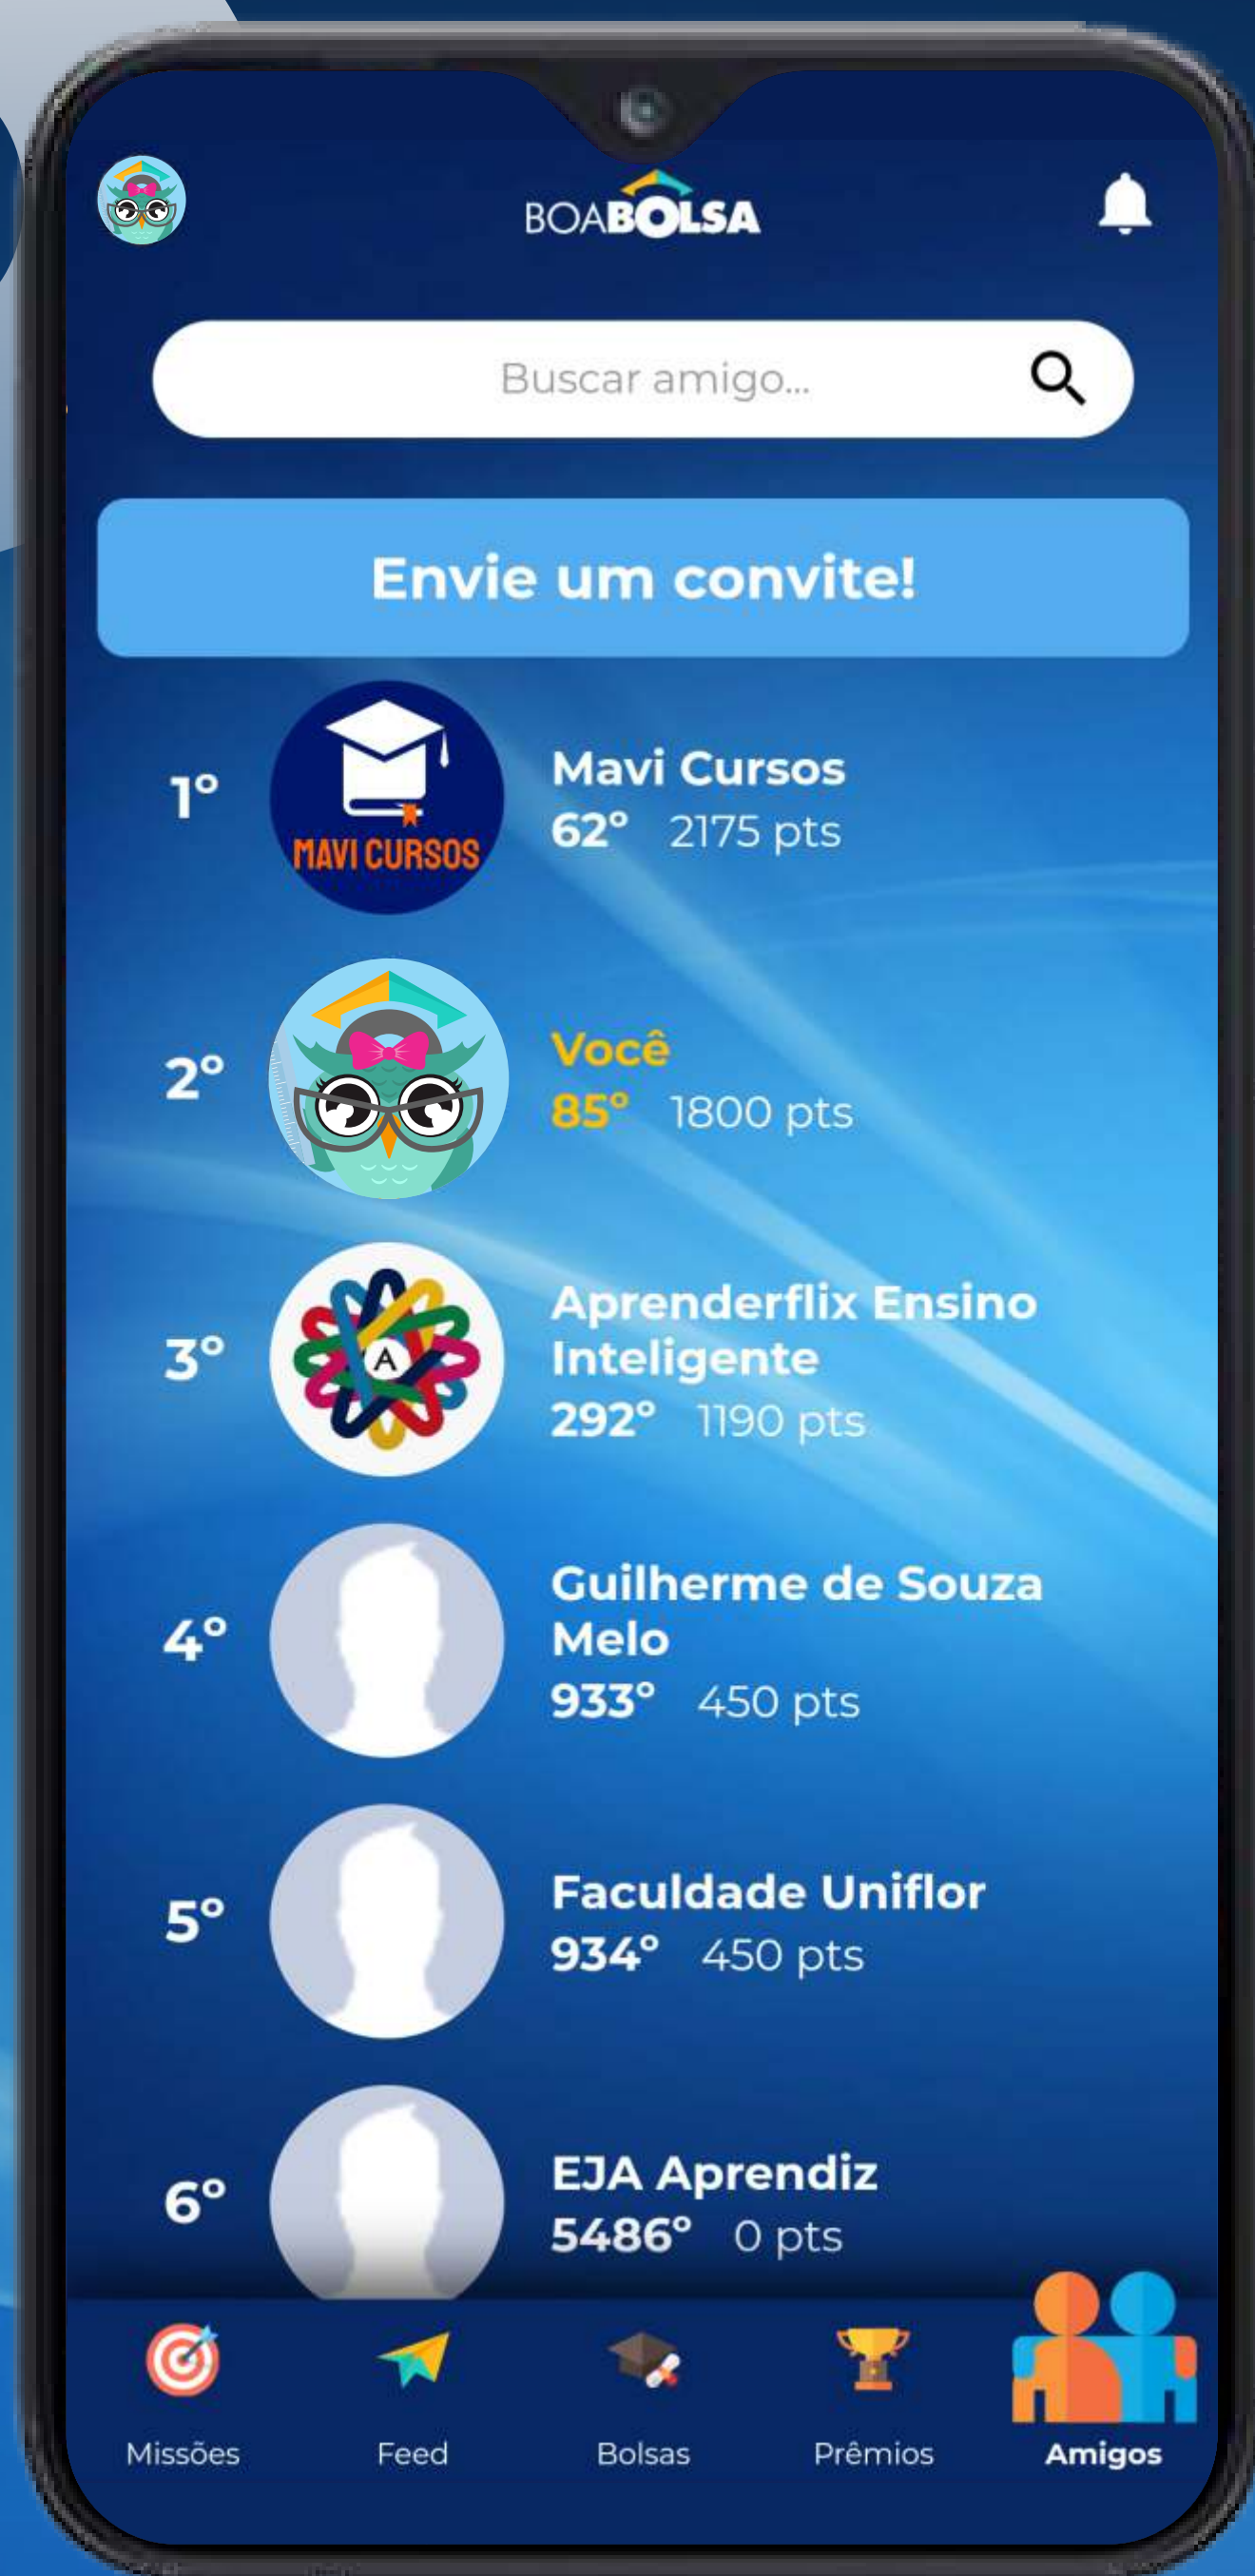 BOABOLSA
Buscar amigo...
Envie um convite!
1º
MAVI CURSOS
Mavi Cursos
62º 2175 pts
2º
Você
85º 1800 pts
3º
A
Aprenderflix Ensino
Inteligente
292º 1190 pts
4º
Guilherme de Souza
Melo
933º 450 pts
5º
Faculdade Uniflor
934º 450 pts
6º
EJA Aprendiz
5486º 0 pts
Missões
Feed
Bolsas
Prêmios
Amigos